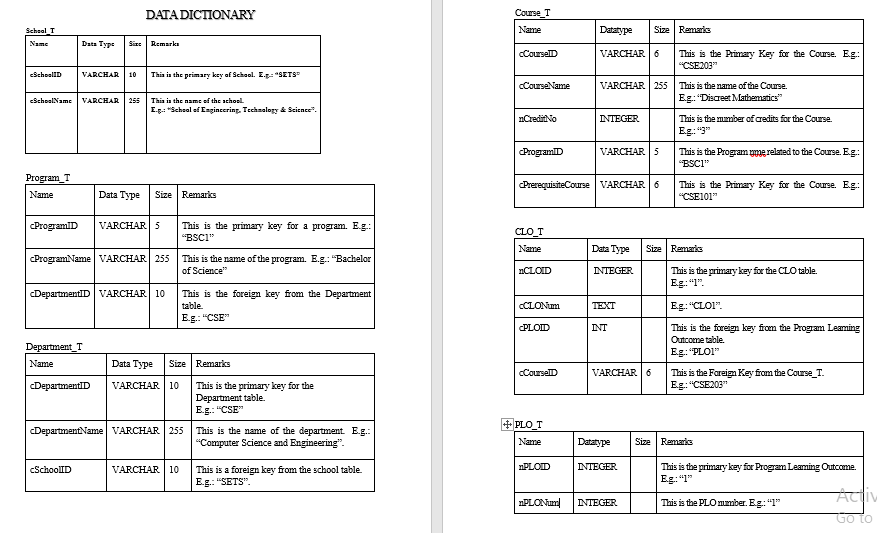 DATA DICTIONARY
School_T
Name Data Type Size Remarks
cSchoolID VARCHAR 10 This is the primary key of School. E.g.: “SETS”
cSchoolName VARCHAR 255 This is the name of the school.
E.g.: “School of Engineering, Technology & Science”.
Program_T
Name Data Type Size Remarks
cProgramID VARCHAR 5 This is the primary key for a program. E.g.:
“BSC1”
cProgramName VARCHAR 255 This is the name of the program. E.g.: “Bachelor
of Science”
cDepartmentID VARCHAR 10 This is the foreign key from the Department
table.
E.g.: “CSE”
Department_T
Name Data Type Size Remarks
cDepartmentID VARCHAR 10 This is the primary key for the
Department table.
E.g.: “CSE”
cDepartmentName VARCHAR 255 This is the name of the department. E.g.:
“Computer Science and Engineering”.
cSchoolID VARCHAR 10 This is a foreign key from the school table.
E.g.: “SETS”.
Course_T
Name Datatype Size Remarks
cCourseID VARCHAR 6 This is the Primary Key for the Course. E.g.:
“CSE203”
cCourseName VARCHAR 255 This is the name of the Course.
E.g.: “Discreet Mathematics”
nCreditNo INTEGER This is the number of credits for the Course.
E.g.: “3”
cProgramID VARCHAR 5 This is the Program nme related to the Course. E.g.:
“BSC1”
cPrerequisiteCourse VARCHAR 6 This is the Primary Key for the Course. E.g.:
“CSE101”
CLO_T
Name Data Type Size Remarks
nCLOID INTEGER This is the primary key for the CLO table.
E.g.: “1”.
cCLONum TEXT E.g.: “CLO1”.
cPLOID INT This is the foreign key from the Program Learning
Outcome table.
E.g.: “PLO1”
cCourseID VARCHAR 6 This is the Foreign Key from the Course_T.
E.g.: “CSE203”
PLO_T
Name Datatype Size Remarks
nPLOID INTEGER This is the primary key for Program Learning Outcome.
E.g.: “1”
nPLONum INTEGER This is the PLO number. E.g.: “1”
Activ
Go to